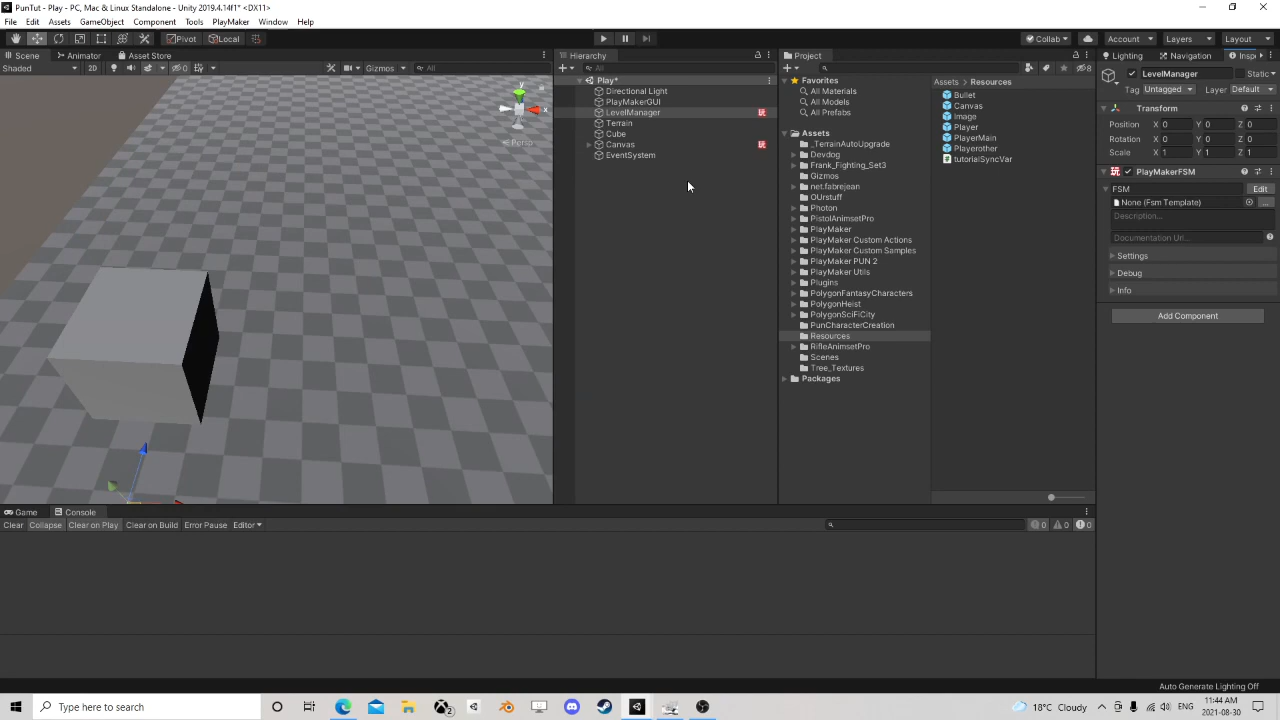 PunTut - Play - PC, Mac & Linux Standalone - Unity 2019.4.14f1* <DX11>
File Edit Assets GameObject Component Tools PlayMaker Window Help
Pivot Local Collab Account Layers Layout
Scene Animator Asset Store
Shaded 2D 0 Gizmos All
y
x
Persp
Hierarchy
All
Play*
Directional Light
PlayMakerGUI
LevelManager
Terrain
Cube
Canvas
EventSystem
Project
8
Favorites
All Materials
All Models
All Prefabs
Assets
_TerrainAutoUpgrade
Devdog
Frank_Fighting_Set3
Gizmos
net.fabrejean
OUrstuff
Photon
PistolAnimsetPro
PlayMaker
PlayMaker Custom Actions
PlayMaker Custom Samples
PlayMaker PUN 2
PlayMaker Utils
Plugins
PolygonFantasyCharacters
PolygonHeist
PolygonSciFiCity
PunCharacterCreation
Resources
RifleAnimsetPro
Scenes
Tree_Textures
Packages
Assets Resources
Bullet
Canvas
Image
Player
PlayerMain
Playerother
tutorialSyncVar
Lighting Navigation Inspe
LevelManager Static
Tag Untagged Layer Default
Transform
Position X 0 Y 0 Z 0
Rotation X 0 Y 0 Z 0
Scale X 1 Y 1 Z 1
PlayMakerFSM
FSM Edit
None (Fsm Template) ...
Description...
Documentation Url...
Settings
Debug
Info
Add Component
Game Console
Clear Collapse Clear on Play Clear on Build Error Pause Editor 0 0 0
Auto Generate Lighting Off
Type here to search
18°C Cloudy ENG 11:44 AM
2021-08-30